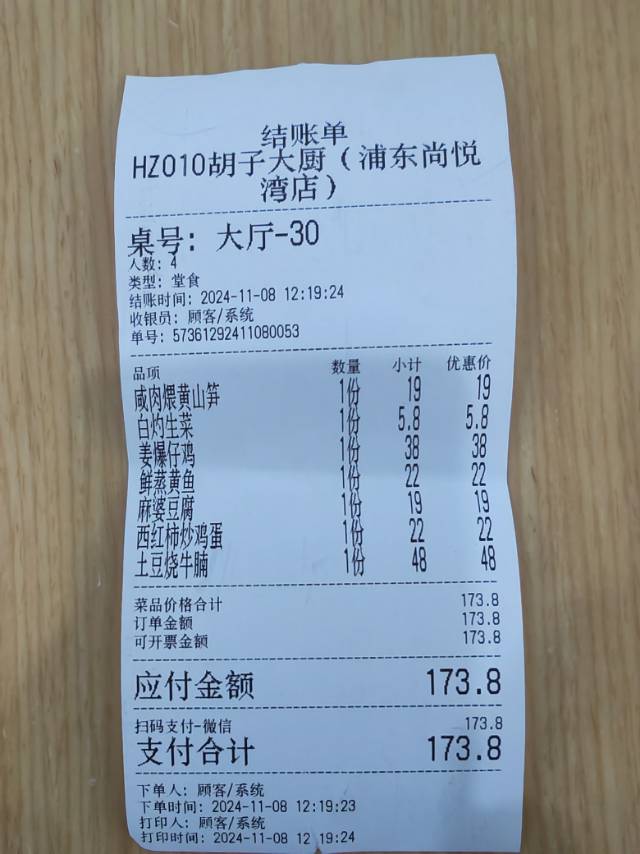 结账单
HZ010胡子大厨（浦东尚悦
湾店）
桌号: 大厅-30
人数: 4
类型: 堂食
结账时间: 2024-11-08 12:19:24
收银员: 顾客/系统
单号: 57361292411080053
品项 数量 小计 优惠价
咸肉煨黄山笋 1份 19 19
白灼生菜 1份 5.8 5.8
姜爆仔鸡 1份 38 38
鲜蒸黄鱼 1份 22 22
麻婆豆腐 1份 19 19
西红柿炒鸡蛋 1份 22 22
土豆烧牛腩 1份 48 48
菜品价格合计 173.8
订单金额 173.8
可开票金额 173.8
应付金额 173.8
扫码支付-微信 173.8
支付合计 173.8
下单人: 顾客/系统
下单时间: 2024-11-08 12:19:23
打印人: 顾客/系统
打印时间: 2024-11-08 12:19:24